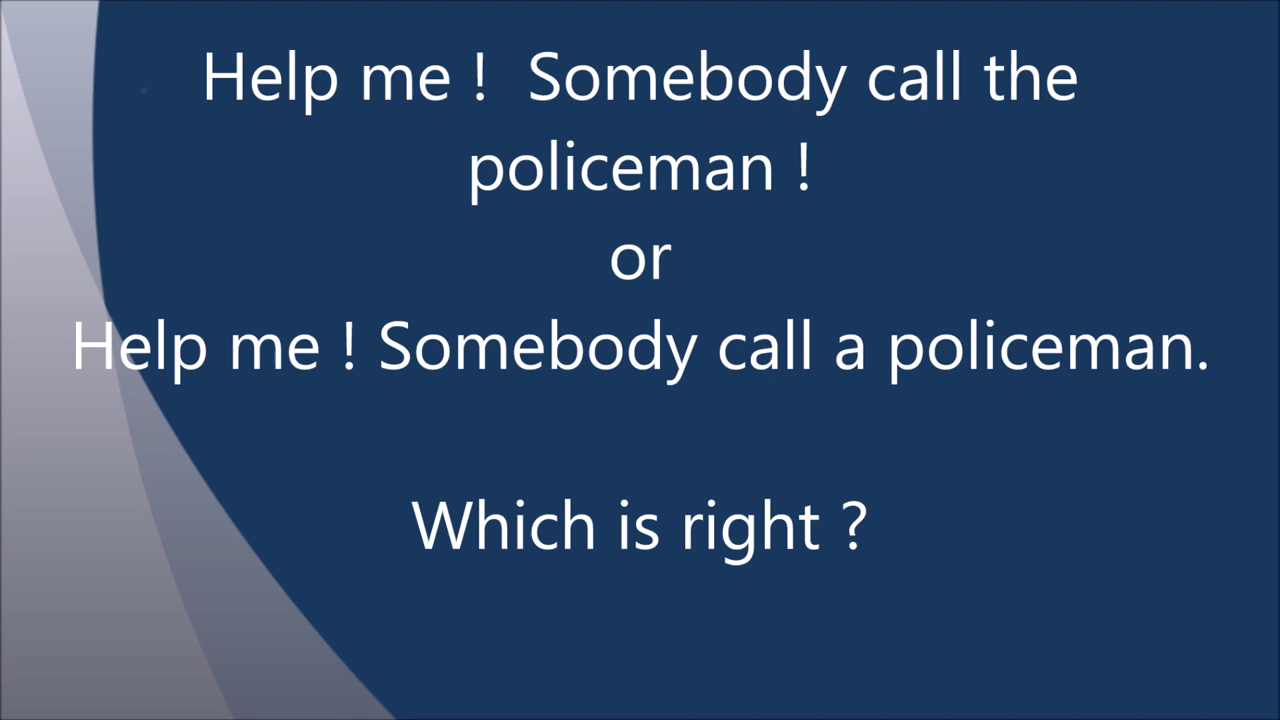 Help me !  Somebody call the
policeman !
or
Help me ! Somebody call a policeman.
Which is right ?